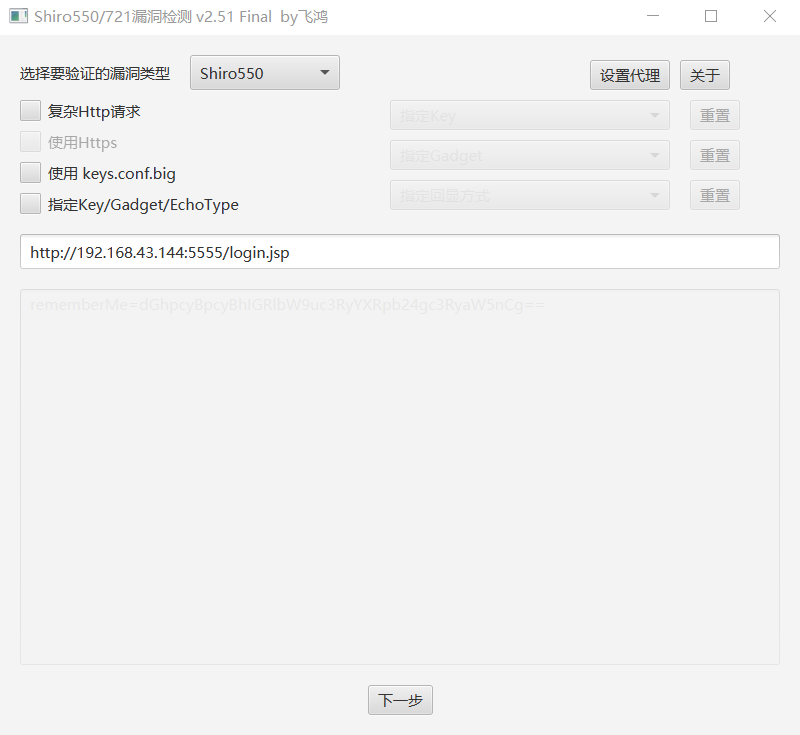 Shiro550/721漏洞检测 v2.51 Final by飞鸿
选择要验证的漏洞类型
Shiro550
设置代理
关于
复杂Http请求
指定Key
重置
使用Https
指定Gadget
重置
使用 keys.conf.big
指定回显方式
重置
指定Key/Gadget/EchoType
http://192.168.43.144:5555/login.jsp
rememberMe=dGhpcyBpcyBhIGRlbW9uc3RyYXRpb24gc3RyaW5nCg==
下一步